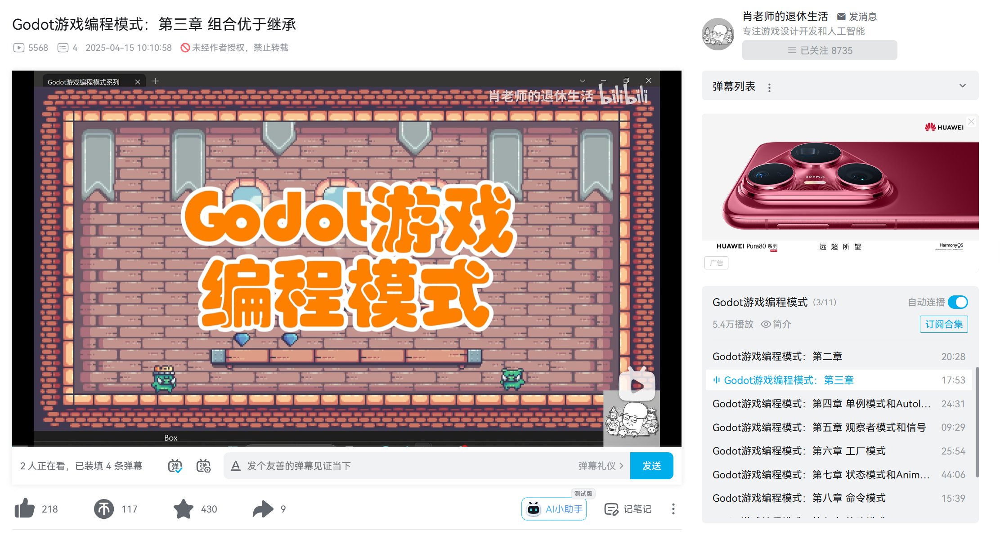 Godot游戏编程模式：第三章 组合优于继承
5568 4 2025-04-15 10:10:58 未经作者授权，禁止转载
Godot游戏编程模式系列
肖老师的退休生活 bilibili
Godot游戏
编程模式
Box
2 人正在看，已装填 4 条弹幕
弹
弹
A 发个友善的弹幕见证当下
弹幕礼仪
发送
218
117
430
9
测试版
AI小助手
记笔记
肖老师的退休生活 发消息
专注游戏设计开发和人工智能
已关注 8735
弹幕列表
HUAWEI
XMAGE
HUAWEI Pura80 系列
远超所望
HarmonyOS
广告
Godot游戏编程模式 (3/11) 自动连播
5.4万播放 简介 订阅合集
Godot游戏编程模式：第二章 20:28
Godot游戏编程模式：第三章 17:53
Godot游戏编程模式：第四章 单例模式和Autol... 24:31
Godot游戏编程模式：第五章 观察者模式和信号 09:29
Godot游戏编程模式：第六章 工厂模式 25:54
Godot游戏编程模式：第七章 状态模式和Anim... 44:06
Godot游戏编程模式：第八章 命令模式 15:39